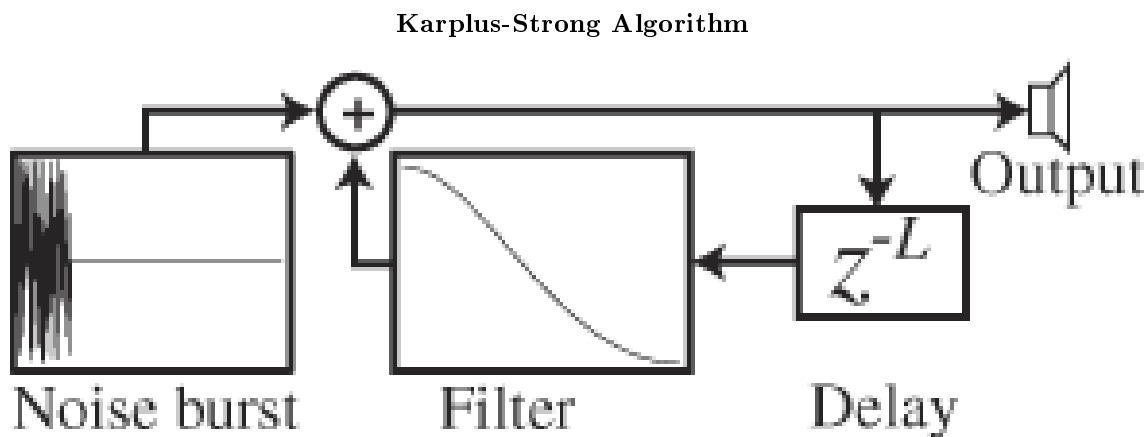 Karplus-Strong Algorithm
+
Output
z^-L
Noise burst
Filter
Delay